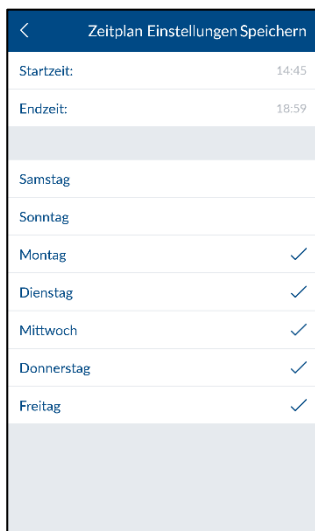 Zeitplan Einstellungen Speichern
Startzeit: 14:45
Endzeit: 18:59
Samstag
Sonntag
Montag
Dienstag
Mittwoch
Donnerstag
Freitag